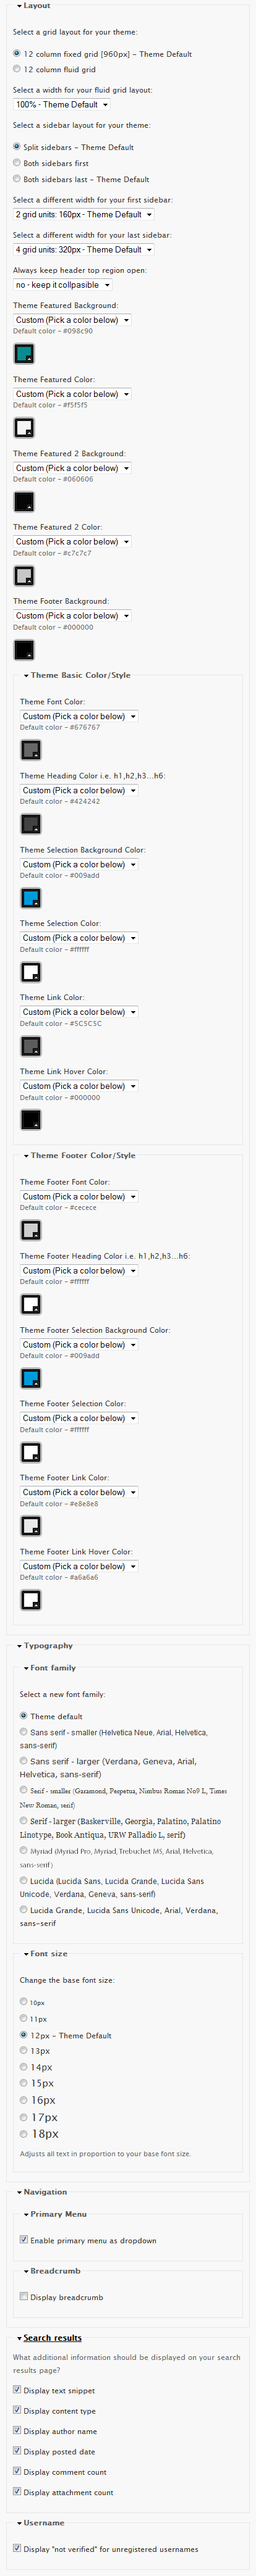 Layout
Select a grid layout for your theme:
12 column fixed grid [960px] - Theme Default
12 column fluid grid
Select a width for your fluid grid layout:
100% - Theme Default
Select a sidebar layout for your theme:
Split sidebars - Theme Default
Both sidebars first
Both sidebars last - Theme Default
Select a different width for your first sidebar:
2 grid units: 160px - Theme Default
Select a different width for your last sidebar:
4 grid units: 320px - Theme Default
Always keep header top region open:
no - keep it collpasible
Theme Featured Background:
Custom (Pick a color below)
Default color - #098c90
Theme Featured Color:
Custom (Pick a color below)
Default color - #f5f5f5
Theme Featured 2 Background:
Custom (Pick a color below)
Default color - #060606
Theme Featured 2 Color:
Custom (Pick a color below)
Default color - #c7c7c7
Theme Footer Background:
Custom (Pick a color below)
Default color - #000000
Theme Basic Color/Style
Theme Font Color:
Custom (Pick a color below)
Default color - #676767
Theme Heading Color i.e. h1,h2,h3...h6:
Custom (Pick a color below)
Default color - #424242
Theme Selection Background Color:
Custom (Pick a color below)
Default color - #009add
Theme Selection Color:
Custom (Pick a color below)
Default color - #ffffff
Theme Link Color:
Custom (Pick a color below)
Default color - #5C5C5C
Theme Link Hover Color:
Custom (Pick a color below)
Default color - #000000
Theme Footer Color/Style
Theme Footer Font Color:
Custom (Pick a color below)
Default color - #cecece
Theme Footer Heading Color i.e. h1,h2,h3...h6:
Custom (Pick a color below)
Default color - #ffffff
Theme Footer Selection Background Color:
Custom (Pick a color below)
Default color - #009add
Theme Footer Selection Color:
Custom (Pick a color below)
Default color - #ffffff
Theme Footer Link Color:
Custom (Pick a color below)
Default color - #e8e8e8
Theme Footer Link Hover Color:
Custom (Pick a color below)
Default color - #a6a6a6
Typography
Font family
Select a new font family:
Theme default
Sans serif - smaller (Helvetica Neue, Arial, Helvetica,
sans-serif)
Sans serif - larger (Verdana, Geneva, Arial,
Helvetica, sans-serif)
Serif - smaller (Garamond, Perpetua, Nimbus Roman No9 L, Times
New Roman, serif)
Serif - larger (Baskerville, Georgia, Palatino, Palatino
Linotype, Book Antiqua, URW Palladio L, serif)
Myriad (Myriad Pro, Myriad, Trebuchet MS, Arial, Helvetica,
sans-serif)
Lucida (Lucida Sans, Lucida Grande, Lucida Sans
Unicode, Verdana, Geneva, sans-serif)
Lucida Grande, Lucida Sans Unicode, Arial, Verdana,
sans-serif
Font size
Change the base font size:
10px
11px
12px - Theme Default
13px
14px
15px
16px
17px
18px
Adjusts all text in proportion to your base font size.
Navigation
Primary Menu
Enable primary menu as dropdown
Breadcrumb
Display breadcrumb
Search results
What additional information should be displayed on your search
results page?
Display text snippet
Display content type
Display author name
Display posted date
Display comment count
Display attachment count
Username
Display "not verified" for unregistered usernames